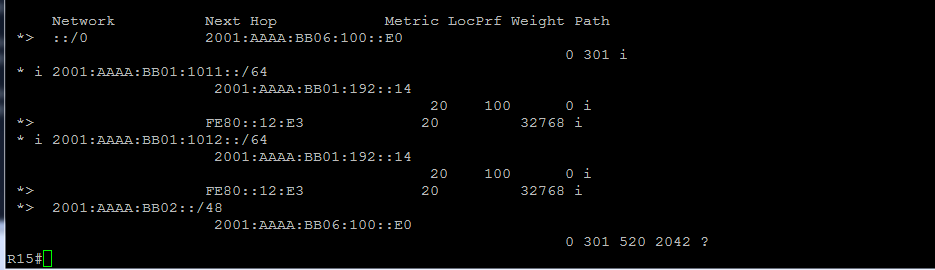 Network Next Hop Metric LocPrf Weight Path
*> ::/0 2001:AAAA:BB06:100::E0
0 301 i
* i 2001:AAAA:BB01:1011::/64
2001:AAAA:BB01:192::14
20 100 0 i
*> FE80::12:E3 20 32768 i
* i 2001:AAAA:BB01:1012::/64
2001:AAAA:BB01:192::14
20 100 0 i
*> FE80::12:E3 20 32768 i
*> 2001:AAAA:BB02::/48
2001:AAAA:BB06:100::E0
0 301 520 2042 ?
R15#